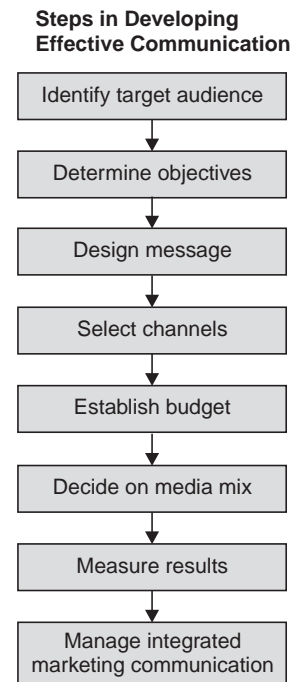 Steps in Developing
Effective Communication
Identify target audience
Determine objectives
Design message
Select channels
Establish budget
Decide on media mix
Measure results
Manage integrated
marketing communication